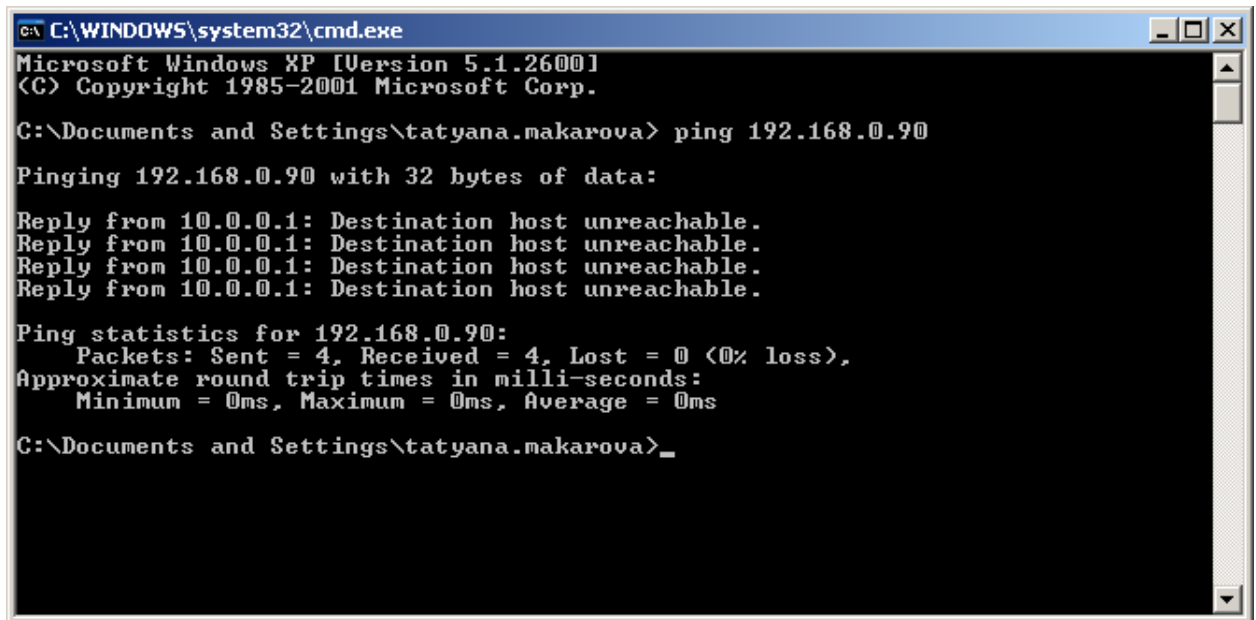 C:\WINDOWS\system32\cmd.exe
Microsoft Windows XP [Version 5.1.2600]
(C) Copyright 1985-2001 Microsoft Corp.
C:\Documents and Settings\tatyana.makarova> ping 192.168.0.90
Pinging 192.168.0.90 with 32 bytes of data:
Reply from 10.0.0.1: Destination host unreachable.
Reply from 10.0.0.1: Destination host unreachable.
Reply from 10.0.0.1: Destination host unreachable.
Reply from 10.0.0.1: Destination host unreachable.
Ping statistics for 192.168.0.90:
    Packets: Sent = 4, Received = 4, Lost = 0 (0% loss),
Approximate round trip times in milli-seconds:
    Minimum = 0ms, Maximum = 0ms, Average = 0ms
C:\Documents and Settings\tatyana.makarova>_